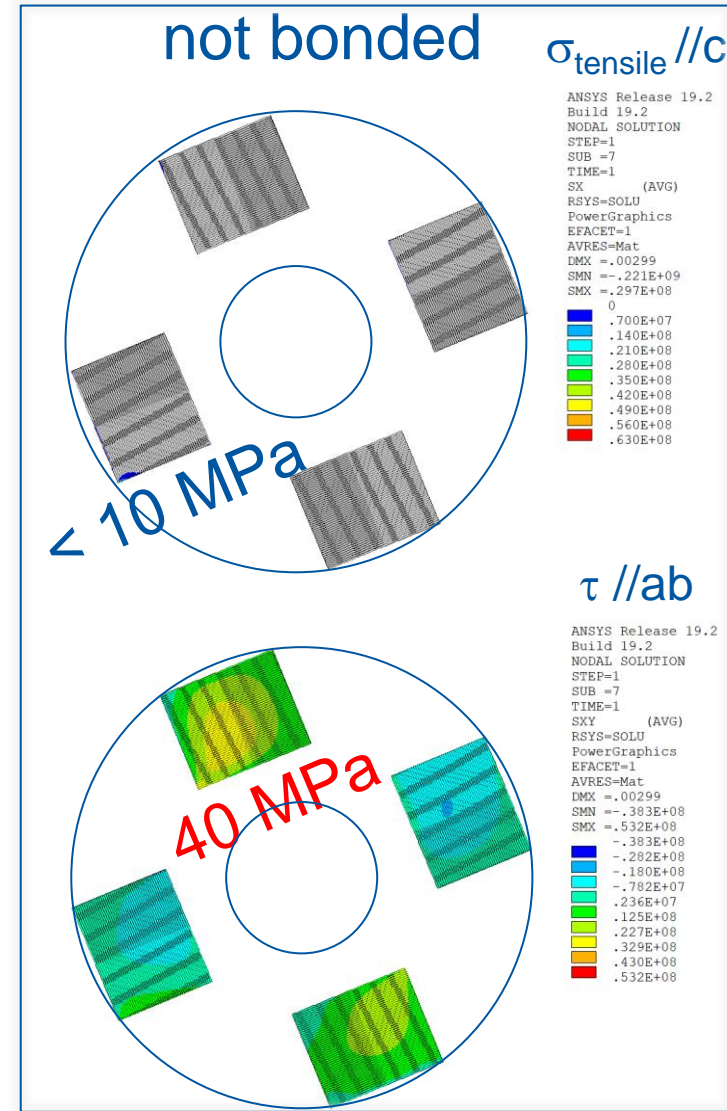 not bonded
σtensile //c
ANSYS Release 19.2
Build 19.2
NODAL SOLUTION
STEP=1
SUB =7
TIME=1
SX (AVG)
RSYS=SOLU
PowerGraphics
EFACET=1
AVRES=Mat
DMX =.00299
SMN =-.221E+09
SMX =.297E+08
0
.700E+07
.140E+08
.210E+08
.280E+08
.350E+08
.420E+08
.490E+08
.560E+08
.630E+08
< 10 MPa
τ //ab
ANSYS Release 19.2
Build 19.2
NODAL SOLUTION
STEP=1
SUB =7
TIME=1
SXY (AVG)
RSYS=SOLU
PowerGraphics
EFACET=1
AVRES=Mat
DMX =.00299
SMN =-.383E+08
SMX =.532E+08
-.383E+08
-.282E+08
-.180E+08
-.782E+07
.236E+07
.125E+08
.227E+08
.329E+08
.430E+08
.532E+08
40 MPa